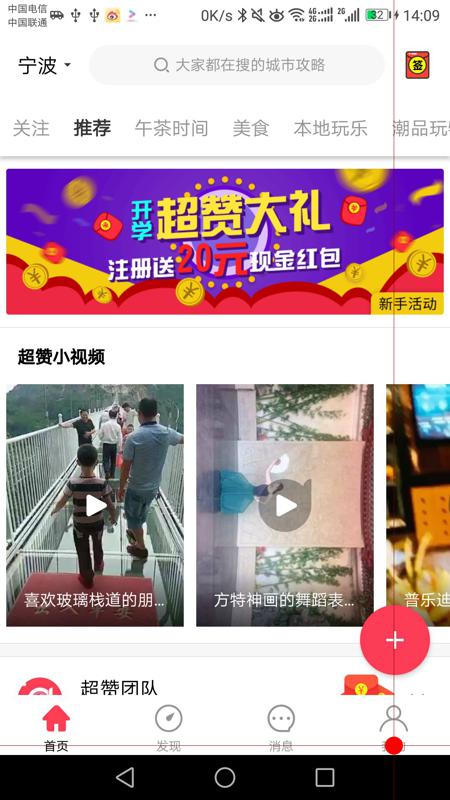 中国电信
中国联通
0K/s 4G 2G 32 14:09
宁波 大家都在搜的城市攻略 签
关注 推荐 午茶时间 美食 本地玩乐 潮品玩
开学 超赞大礼
注册送20元现金红包
新手活动
超赞小视频
喜欢玻璃栈道的朋... 方特神画的舞蹈表... 普乐迪
超赞团队
首页 发现 消息